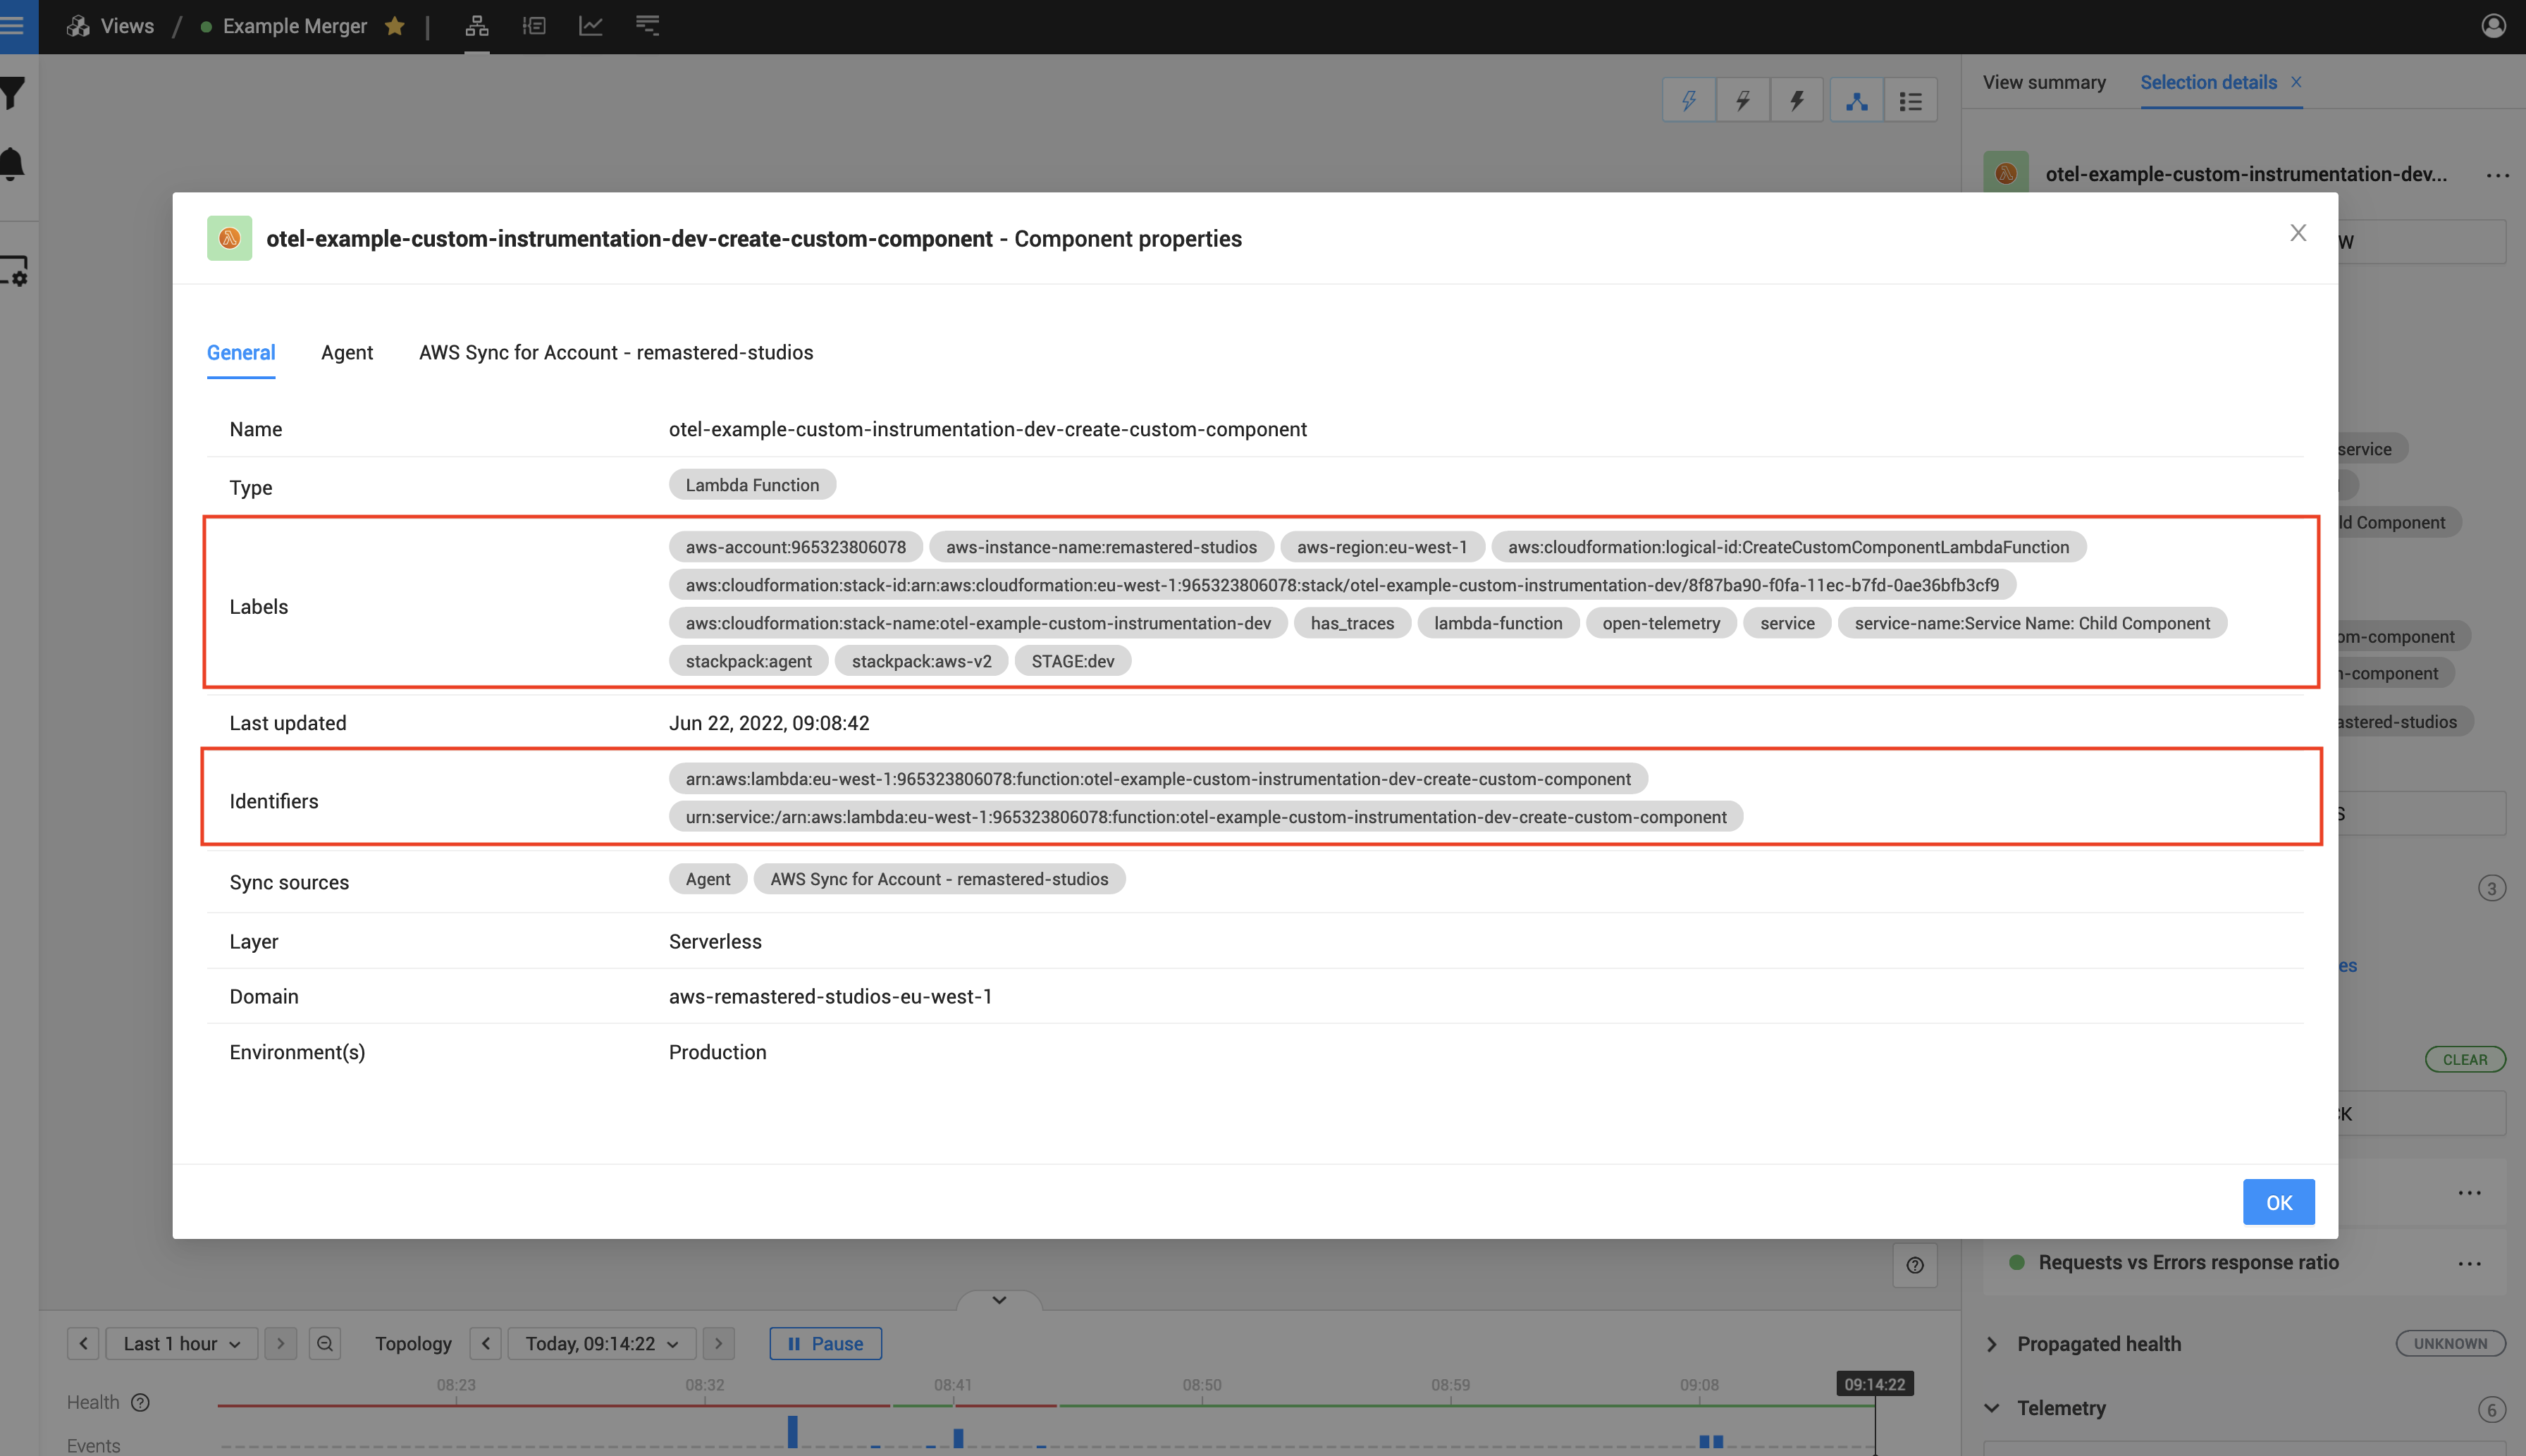 Views / Example Merger
View summary Selection details
otel-example-custom-instrumentation-dev...
otel-example-custom-instrumentation-dev-create-custom-component - Component properties
General Agent AWS Sync for Account - remastered-studios
Name otel-example-custom-instrumentation-dev-create-custom-component
service
Type Lambda Function
ld Component
Labels
aws-account:965323806078 aws-instance-name:remastered-studios aws-region:eu-west-1 aws:cloudformation:logical-id:CreateCustomComponentLambdaFunction
aws:cloudformation:stack-id:arn:aws:cloudformation:eu-west-1:965323806078:stack/otel-example-custom-instrumentation-dev/8f87ba90-f0fa-11ec-b7fd-0ae36bfb3cf9
aws:cloudformation:stack-name:otel-example-custom-instrumentation-dev has_traces lambda-function open-telemetry service service-name:Service Name: Child Component
stackpack:agent stackpack:aws-v2 STAGE:dev
om-component
-component
Last updated Jun 22, 2022, 09:08:42
astered-studios
Identifiers
arn:aws:lambda:eu-west-1:965323806078:function:otel-example-custom-instrumentation-dev-create-custom-component
urn:service:/arn:aws:lambda:eu-west-1:965323806078:function:otel-example-custom-instrumentation-dev-create-custom-component
S
Sync sources Agent AWS Sync for Account - remastered-studios
3
Layer Serverless
es
Domain aws-remastered-studios-eu-west-1
Environment(s) Production
CLEAR
OK
Requests vs Errors response ratio
Last 1 hour Topology Today, 09:14:22 Pause
Propagated health UNKNOWN
08:23 08:32 08:41 08:50 08:59 09:08 09:14:22
Health
Telemetry 6
Events